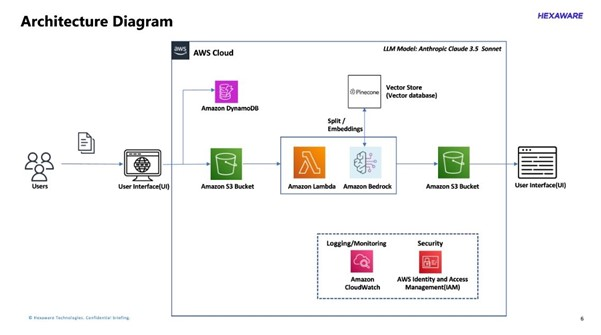 Architecture Diagram
HEXAWARE
aws
AWS Cloud
LLM Model: Anthropic Claude 3.5 Sonnet
Amazon DynamoDB
Pinecone
Vector Store
(Vector database)
Split /
Embeddings
Users
User Interface(UI)
Amazon S3 Bucket
Amazon Lambda
Amazon Bedrock
Amazon S3 Bucket
User Interface(UI)
Logging/Monitoring
Security
Amazon
CloudWatch
AWS Identity and Access
Management(IAM)
© Hexaware Technologies. Confidential briefing.
6